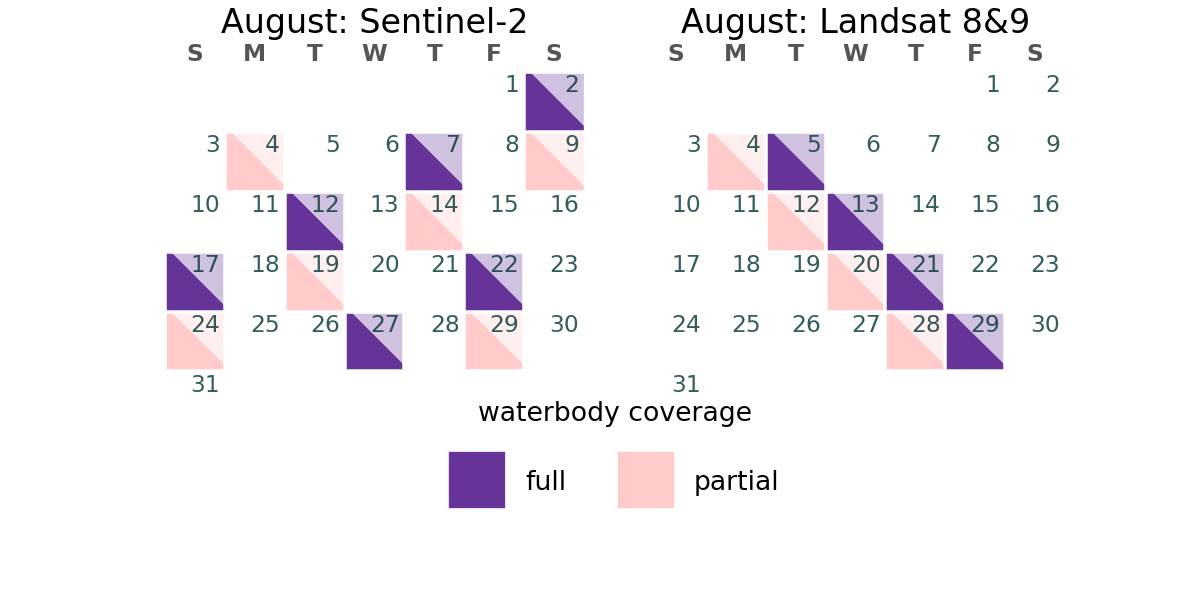 August: Sentinel-2
S M T W T F S
1 2
3 4 5 6 7 8 9
10 11 12 13 14 15 16
17 18 19 20 21 22 23
24 25 26 27 28 29 30
31
August: Landsat 8&9
S M T W T F S
1 2
3 4 5 6 7 8 9
10 11 12 13 14 15 16
17 18 19 20 21 22 23
24 25 26 27 28 29 30
31
waterbody coverage
full
partial